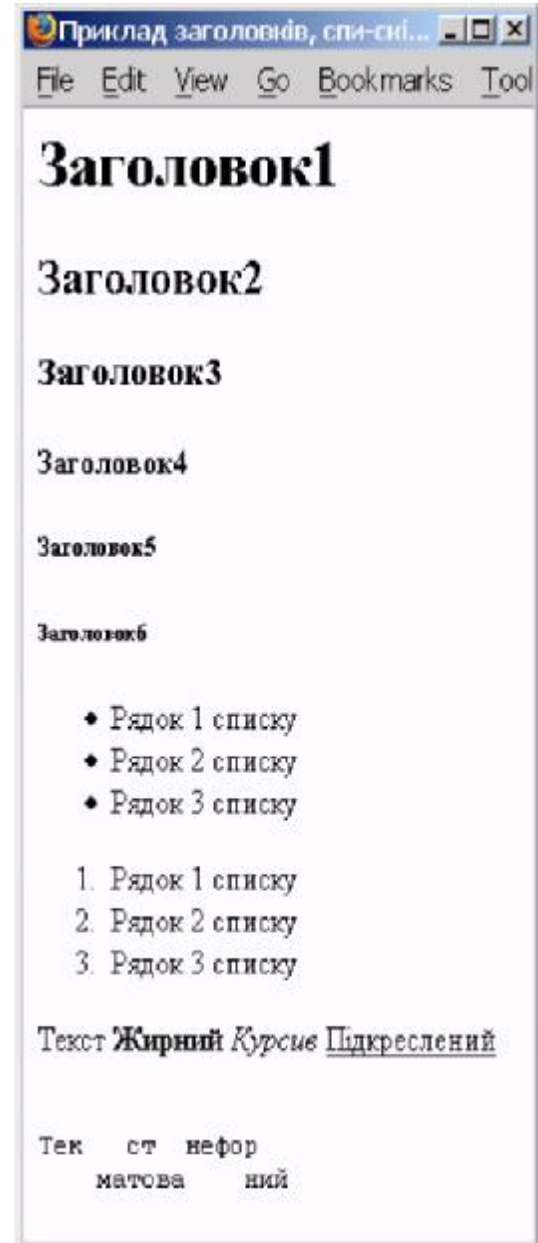 Приклад заголовків, спи-скі...
File Edit View Go Bookmarks Tool
Заголовок1
Заголовок2
Заголовок3
Заголовок4
Заголовок5
Заголовок6
• Рядок 1 списку
• Рядок 2 списку
• Рядок 3 списку
1. Рядок 1 списку
2. Рядок 2 списку
3. Рядок 3 списку
Текст Жирний Курсив Підкреслений
Тек   ст  нефор
    матова    ний